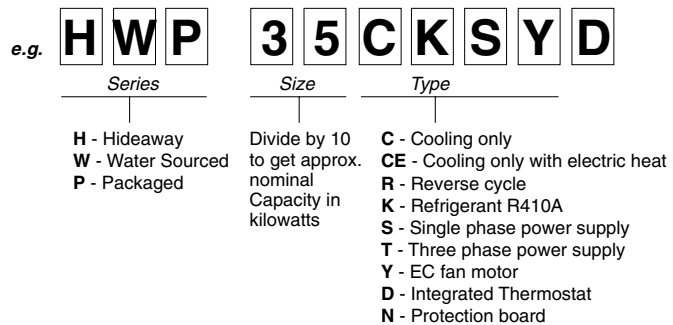 e.g. H W P 3 5 C K S Y D
Series Size Type
H - Hideaway
W - Water Sourced
P - Packaged
Divide by 10
to get approx.
nominal
Capacity in
kilowatts
C - Cooling only
CE - Cooling only with electric heat
R - Reverse cycle
K - Refrigerant R410A
S - Single phase power supply
T - Three phase power supply
Y - EC fan motor
D - Integrated Thermostat
N - Protection board